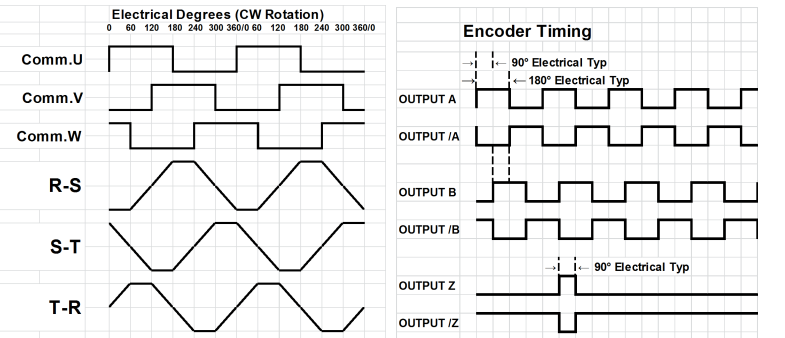 Electrical Degrees (CW Rotation)
0 60 120 180 240 300 360/0 60 120 180 240 300 360/0
Comm.U
Comm.V
Comm.W
R-S
S-T
T-R
Encoder Timing
90° Electrical Typ
180° Electrical Typ
OUTPUT A
OUTPUT /A
OUTPUT B
OUTPUT /B
90° Electrical Typ
OUTPUT Z
OUTPUT /Z